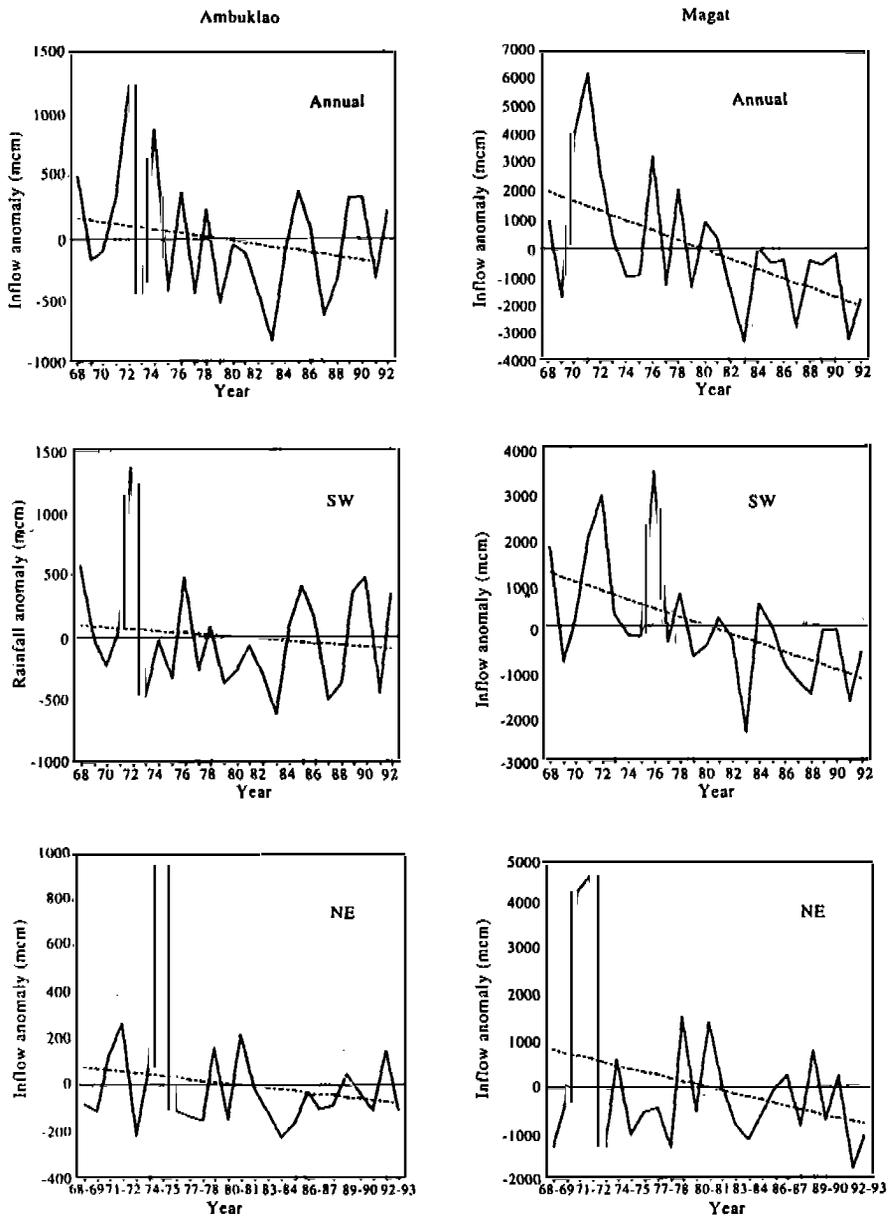 Ambuklao
Magat
Annual
Inflow anomaly (mcm)
1500
1000
500
0
-500
-1000
68 70 72 74 76 78 80 82 84 86 88 90 92
Year
Annual
Inflow anomaly (mcm)
7000
6000
5000
4000
3000
2000
1000
0
-1000
-2000
-3000
-4000
68 70 72 74 76 78 80 82 84 86 88 90 92
Year
SW
Rainfall anomaly (mcm)
1500
1000
500
0
-500
-1000
68 70 72 74 76 78 80 82 84 86 88 90 92
Year
SW
Inflow anomaly (mcm)
4000
3000
2000
1000
0
-1000
-2000
-3000
68 70 72 74 76 78 80 82 84 86 88 90 92
Year
NE
Inflow anomaly (mcm)
1000
800
600
400
200
0
-200
-400
68-69 71-72 74-75 77-78 80-81 83-84 86-87 89-90 92-93
Year
NE
Inflow anomaly (mcm)
5000
4000
3000
2000
1000
0
-1000
-2000
68-69 71-72 74-75 77-78 80-81 83-84 86-87 89-90 92-93
Year